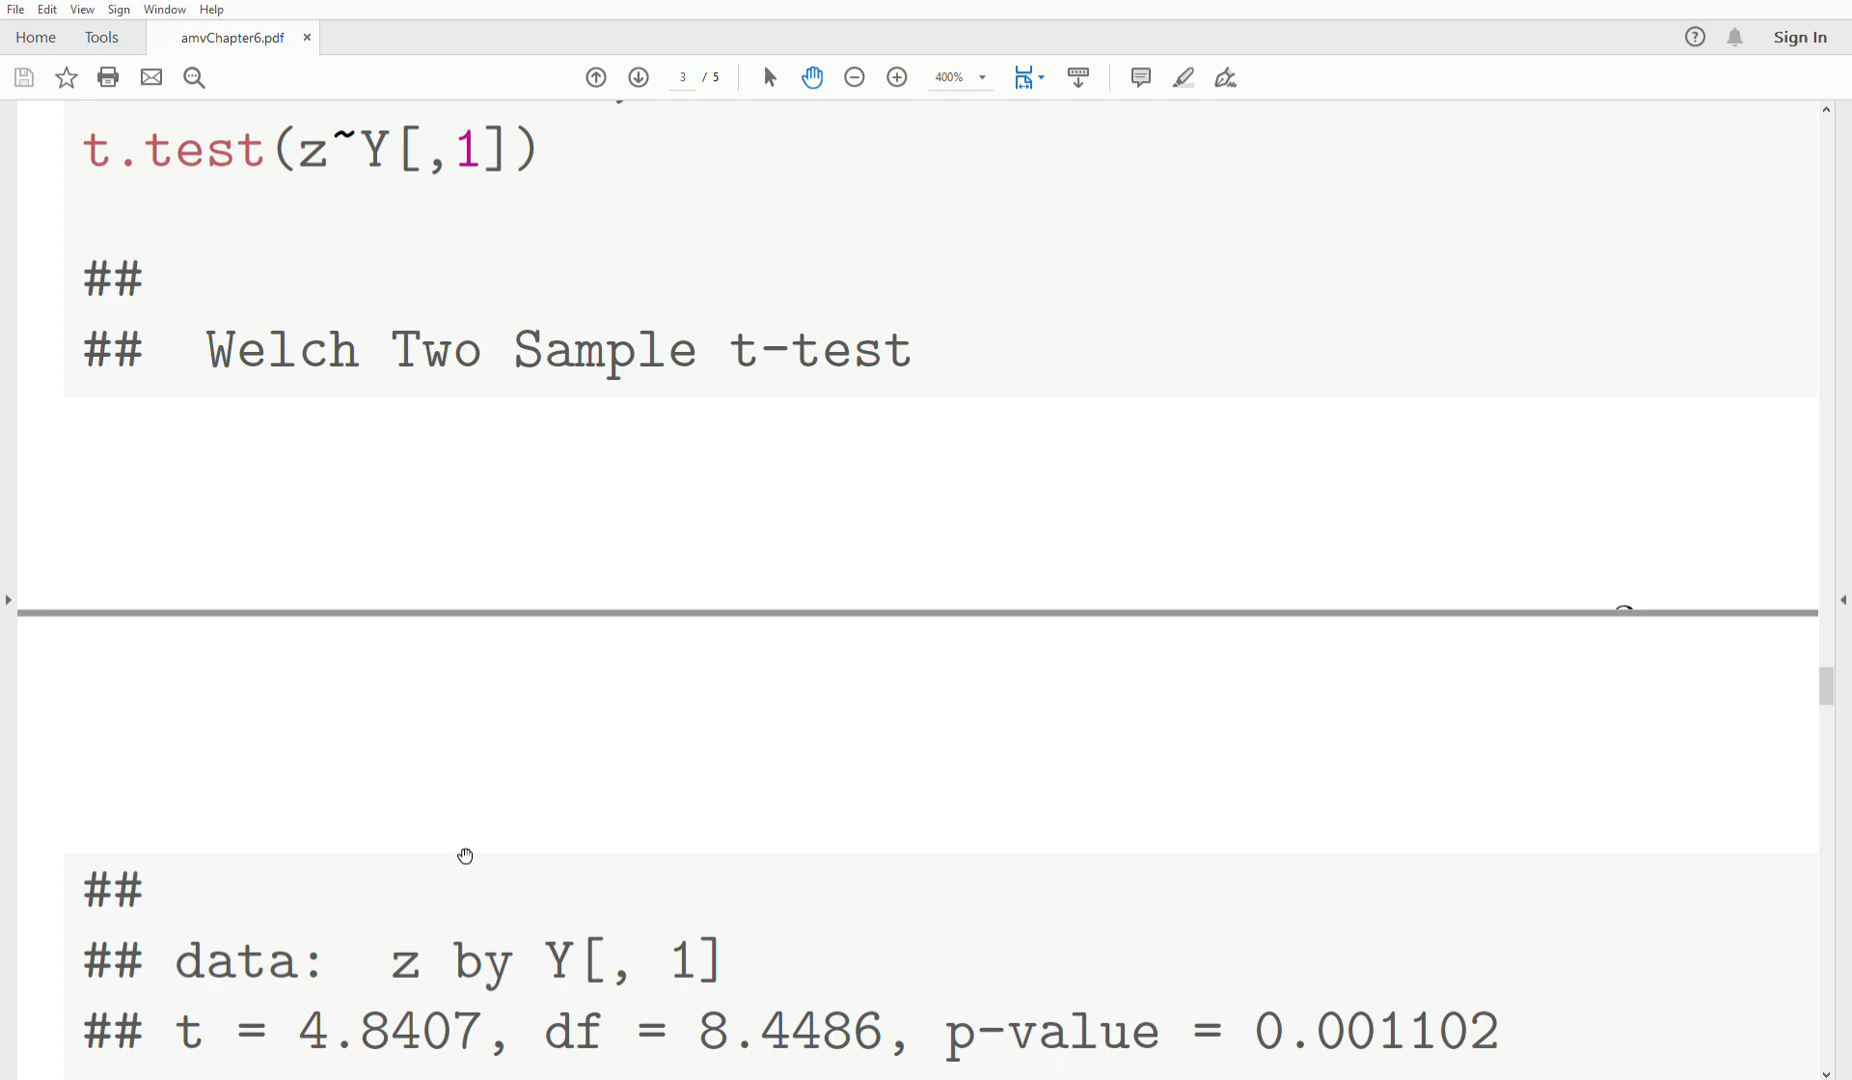 File Edit View Sign Window Help
Home Tools amvChapter6.pdf × Sign In
3 / 5 400%
t.test(z~Y[,1])
##
## Welch Two Sample t-test
##
## data: z by Y[, 1]
## t = 4.8407, df = 8.4486, p-value = 0.001102